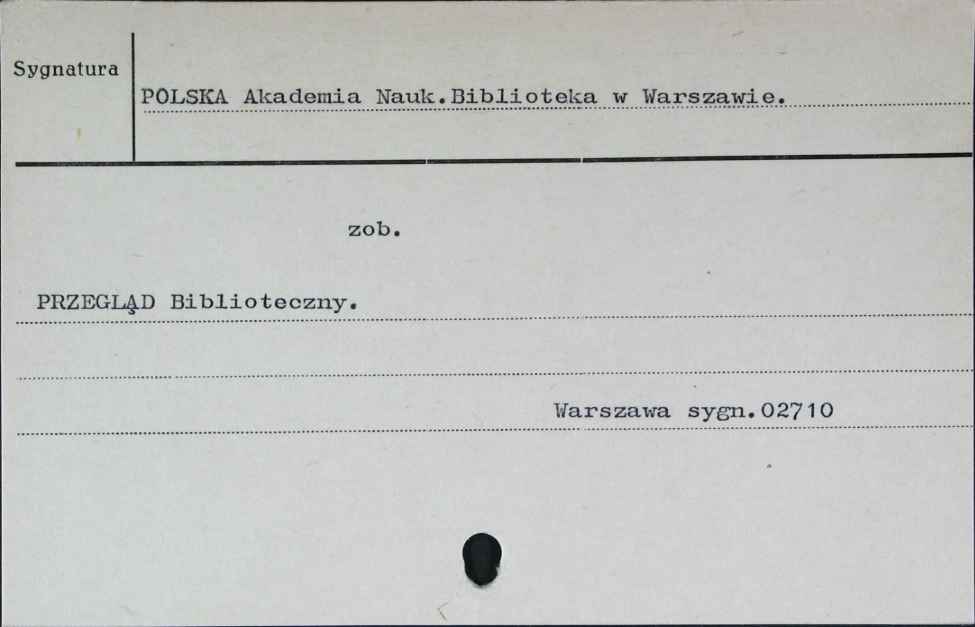 Sygnatura
POLSKA Akademia Nauk.Biblioteka w Warszawie.
zob.
PRZEGLĄD Biblioteczny.
Warszawa sygn.02710